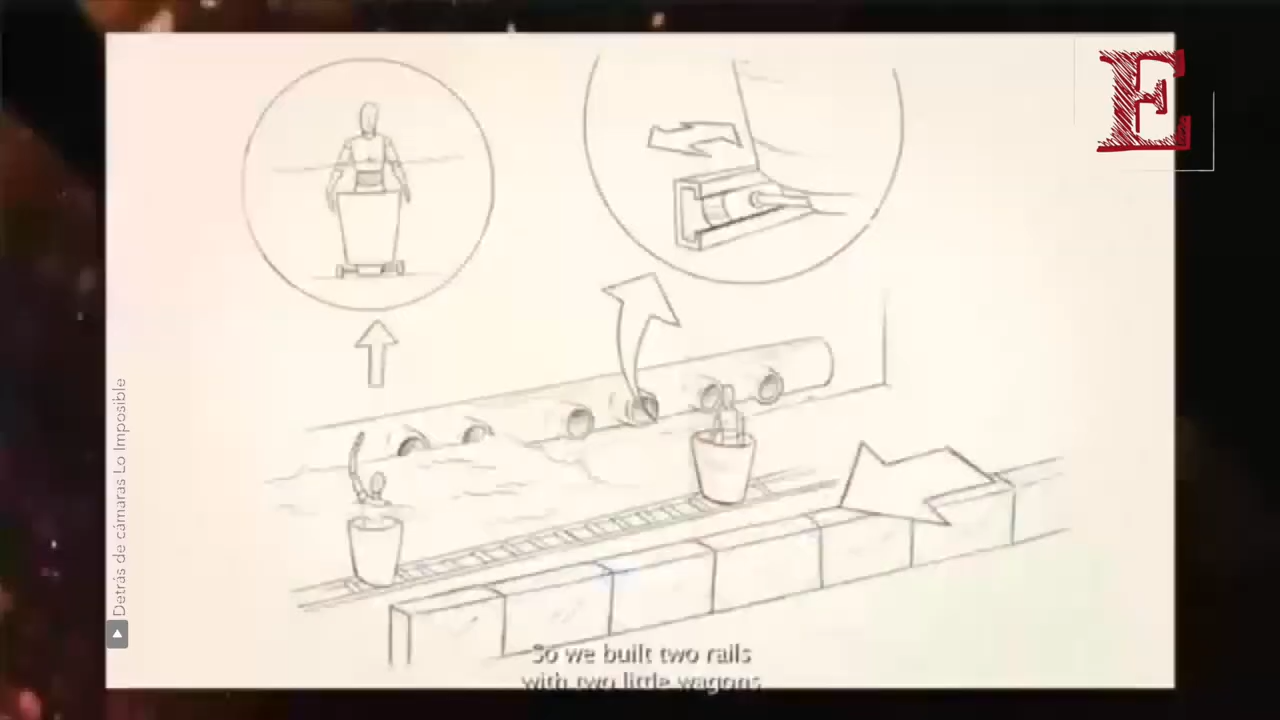 E
Detrás de cámaras Lo Imposible
So we built two rails
with two little wagons